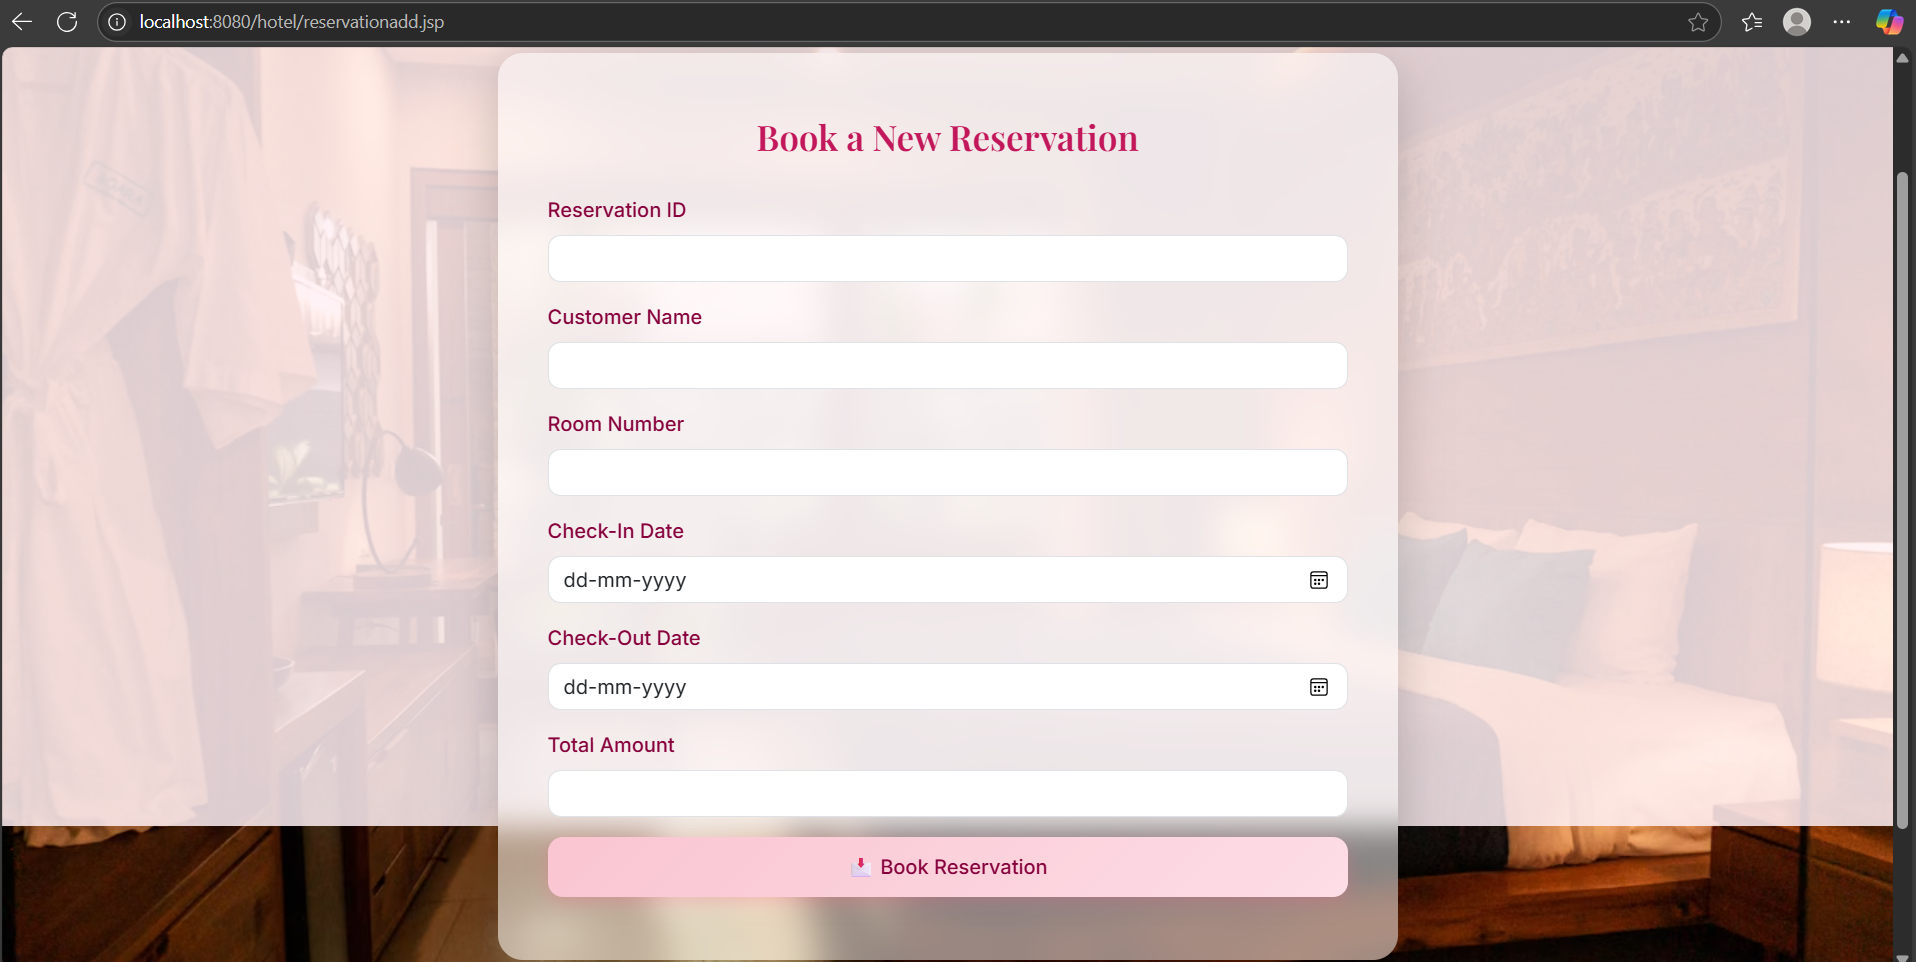 localhost:8080/hotel/reservationadd.jsp
Book a New Reservation
Reservation ID
Customer Name
Room Number
Check-In Date
dd-mm-yyyy
Check-Out Date
dd-mm-yyyy
Total Amount
Book Reservation